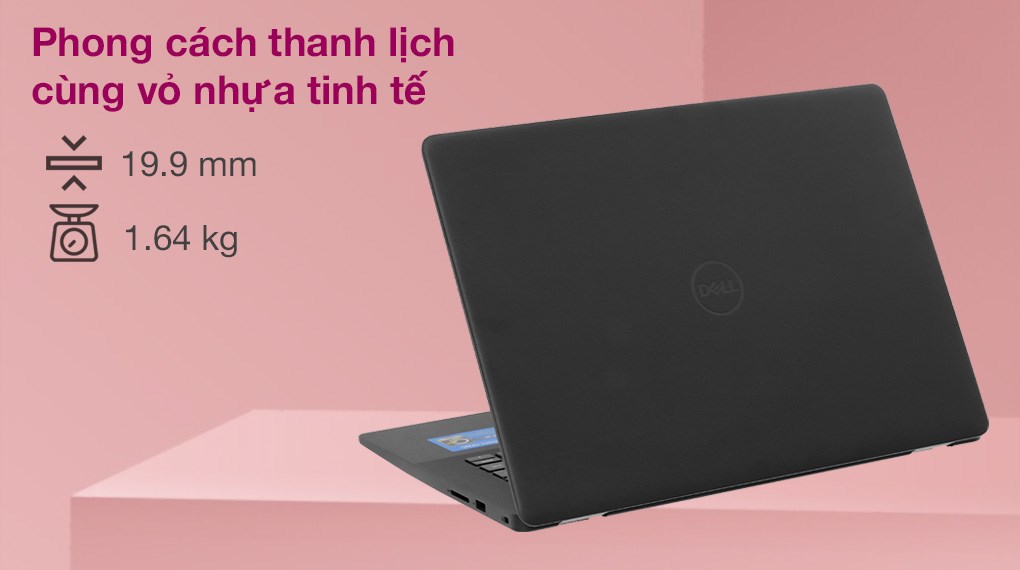 Phong cách thanh lịch
cùng vỏ nhựa tinh tế
19.9 mm
1.64 kg
DELL